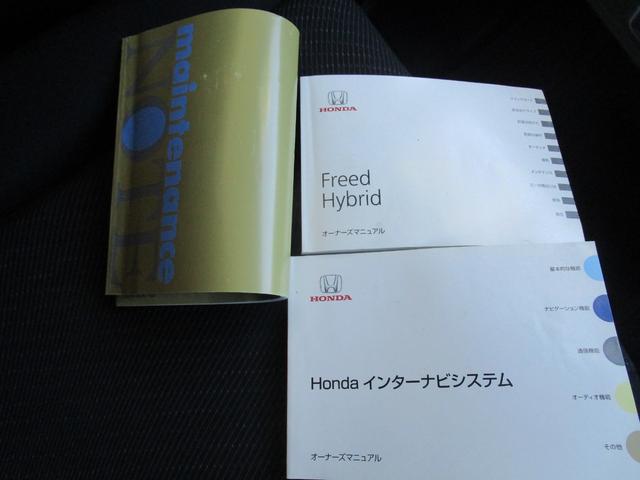 maintenance
NOTE
HONDA
Freed
Hybrid
オーナーズマニュアル
HONDA
Honda インターナビシステム
オーナーズマニュアル
基本的な機能
ナビゲーション機能
通信機能
オーディオ機能
その他